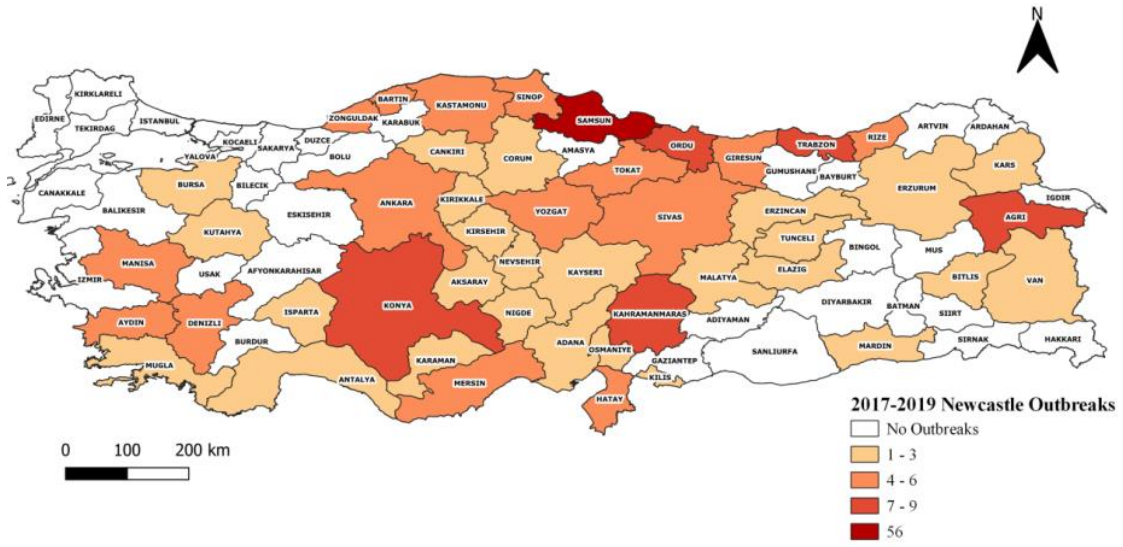 N
KIRKLARELI
EDIRNE
TEKIRDAG
ISTANBUL
KOCAELI
YALOVA
SAKARYA
DUZCE
BOLU
ZONGULDAK
BARTIN
KARABUK
KASTAMONU
SINOP
SAMSUN
CANKIRI
CORUM
AMASYA
ORDU
TOKAT
GIRESUN
TRABZON
RIZE
GUMUSHANE
BAYBURT
ARTVIN
ARDAHAN
KARS
ERZURUM
IGDIR
AGRI
CANAKKALE
BURSA
BILECIK
BALIKESIR
KUTAHYA
ESKISEHIR
ANKARA
KIRIKKALE
KIRSEHIR
YOZGAT
SIVAS
ERZINCAN
TUNCELI
BINGOL
MUS
MANISA
IZMIR
USAK
AFYONKARAHISAR
NEVSEHIR
AKSARAY
KAYSERI
MALATYA
ELAZIG
BITLIS
VAN
AYDIN
DENIZLI
ISPARTA
KONYA
NIGDE
KAHRAMANMARAS
ADIYAMAN
DIYARBAKIR
BATMAN
SIIRT
MUGLA
BURDUR
ANTALYA
KARAMAN
MERSIN
ADANA
OSMANIYE
GAZIANTEP
KILIS
HATAY
SANLIURFA
MARDIN
SIRNAK
HAKKARI
0 100 200 km
2017-2019 Newcastle Outbreaks
No Outbreaks
1 - 3
4 - 6
7 - 9
56